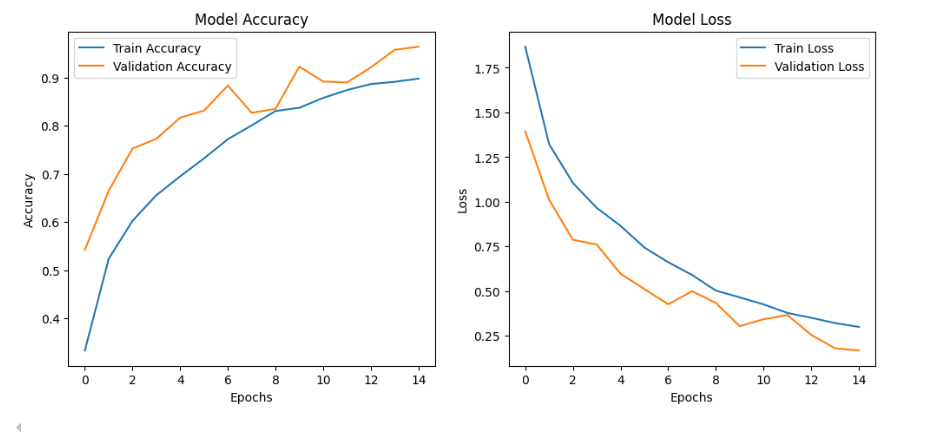 Model Accuracy
Train Accuracy
Validation Accuracy
0.9
0.8
0.7
0.6
0.5
0.4
Accuracy
0 2 4 6 8 10 12 14
Epochs
Model Loss
Train Loss
Validation Loss
1.75
1.50
1.25
1.00
0.75
0.50
0.25
Loss
0 2 4 6 8 10 12 14
Epochs